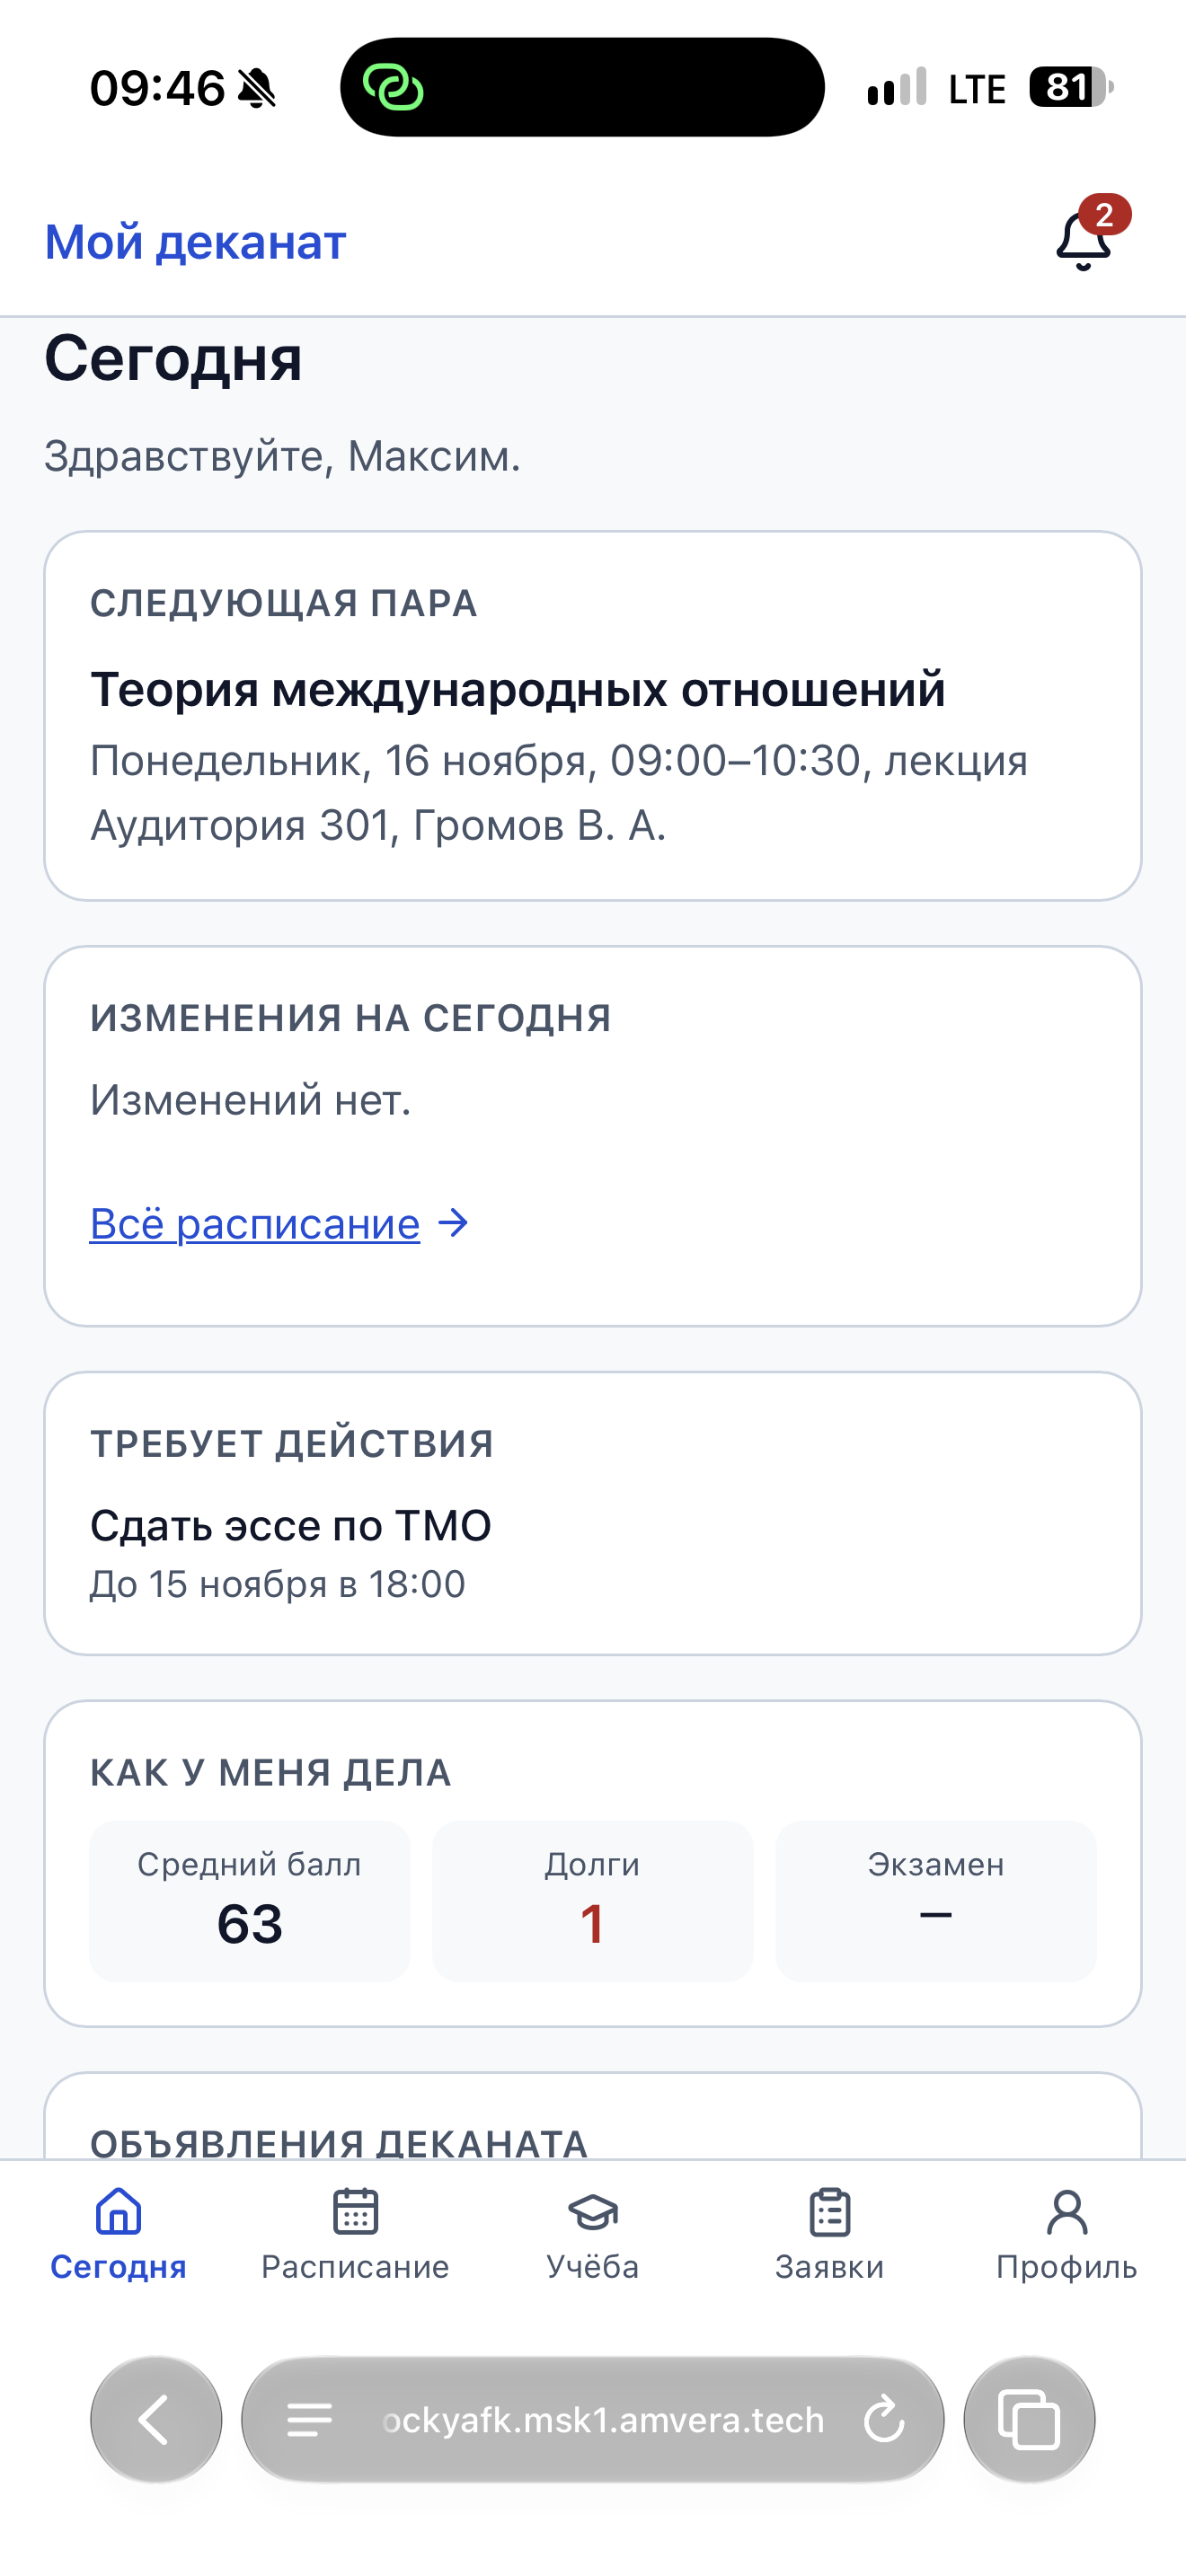 09:46
LTE
81
Мой деканат
2
Сегодня
Здравствуйте, Максим.
СЛЕДУЮЩАЯ ПАРА
Теория международных отношений
Понедельник, 16 ноября, 09:00–10:30, лекция
Аудитория 301, Громов В. А.
ИЗМЕНЕНИЯ НА СЕГОДНЯ
Изменений нет.
Всё расписание →
ТРЕБУЕТ ДЕЙСТВИЯ
Сдать эссе по ТМО
До 15 ноября в 18:00
КАК У МЕНЯ ДЕЛА
Средний балл
63
Долги
1
Экзамен
—
ОБЪЯВЛЕНИЯ ДЕКАНАТА
Сегодня
Расписание
Учёба
Заявки
Профиль
ockyafk.msk1.amvera.tech